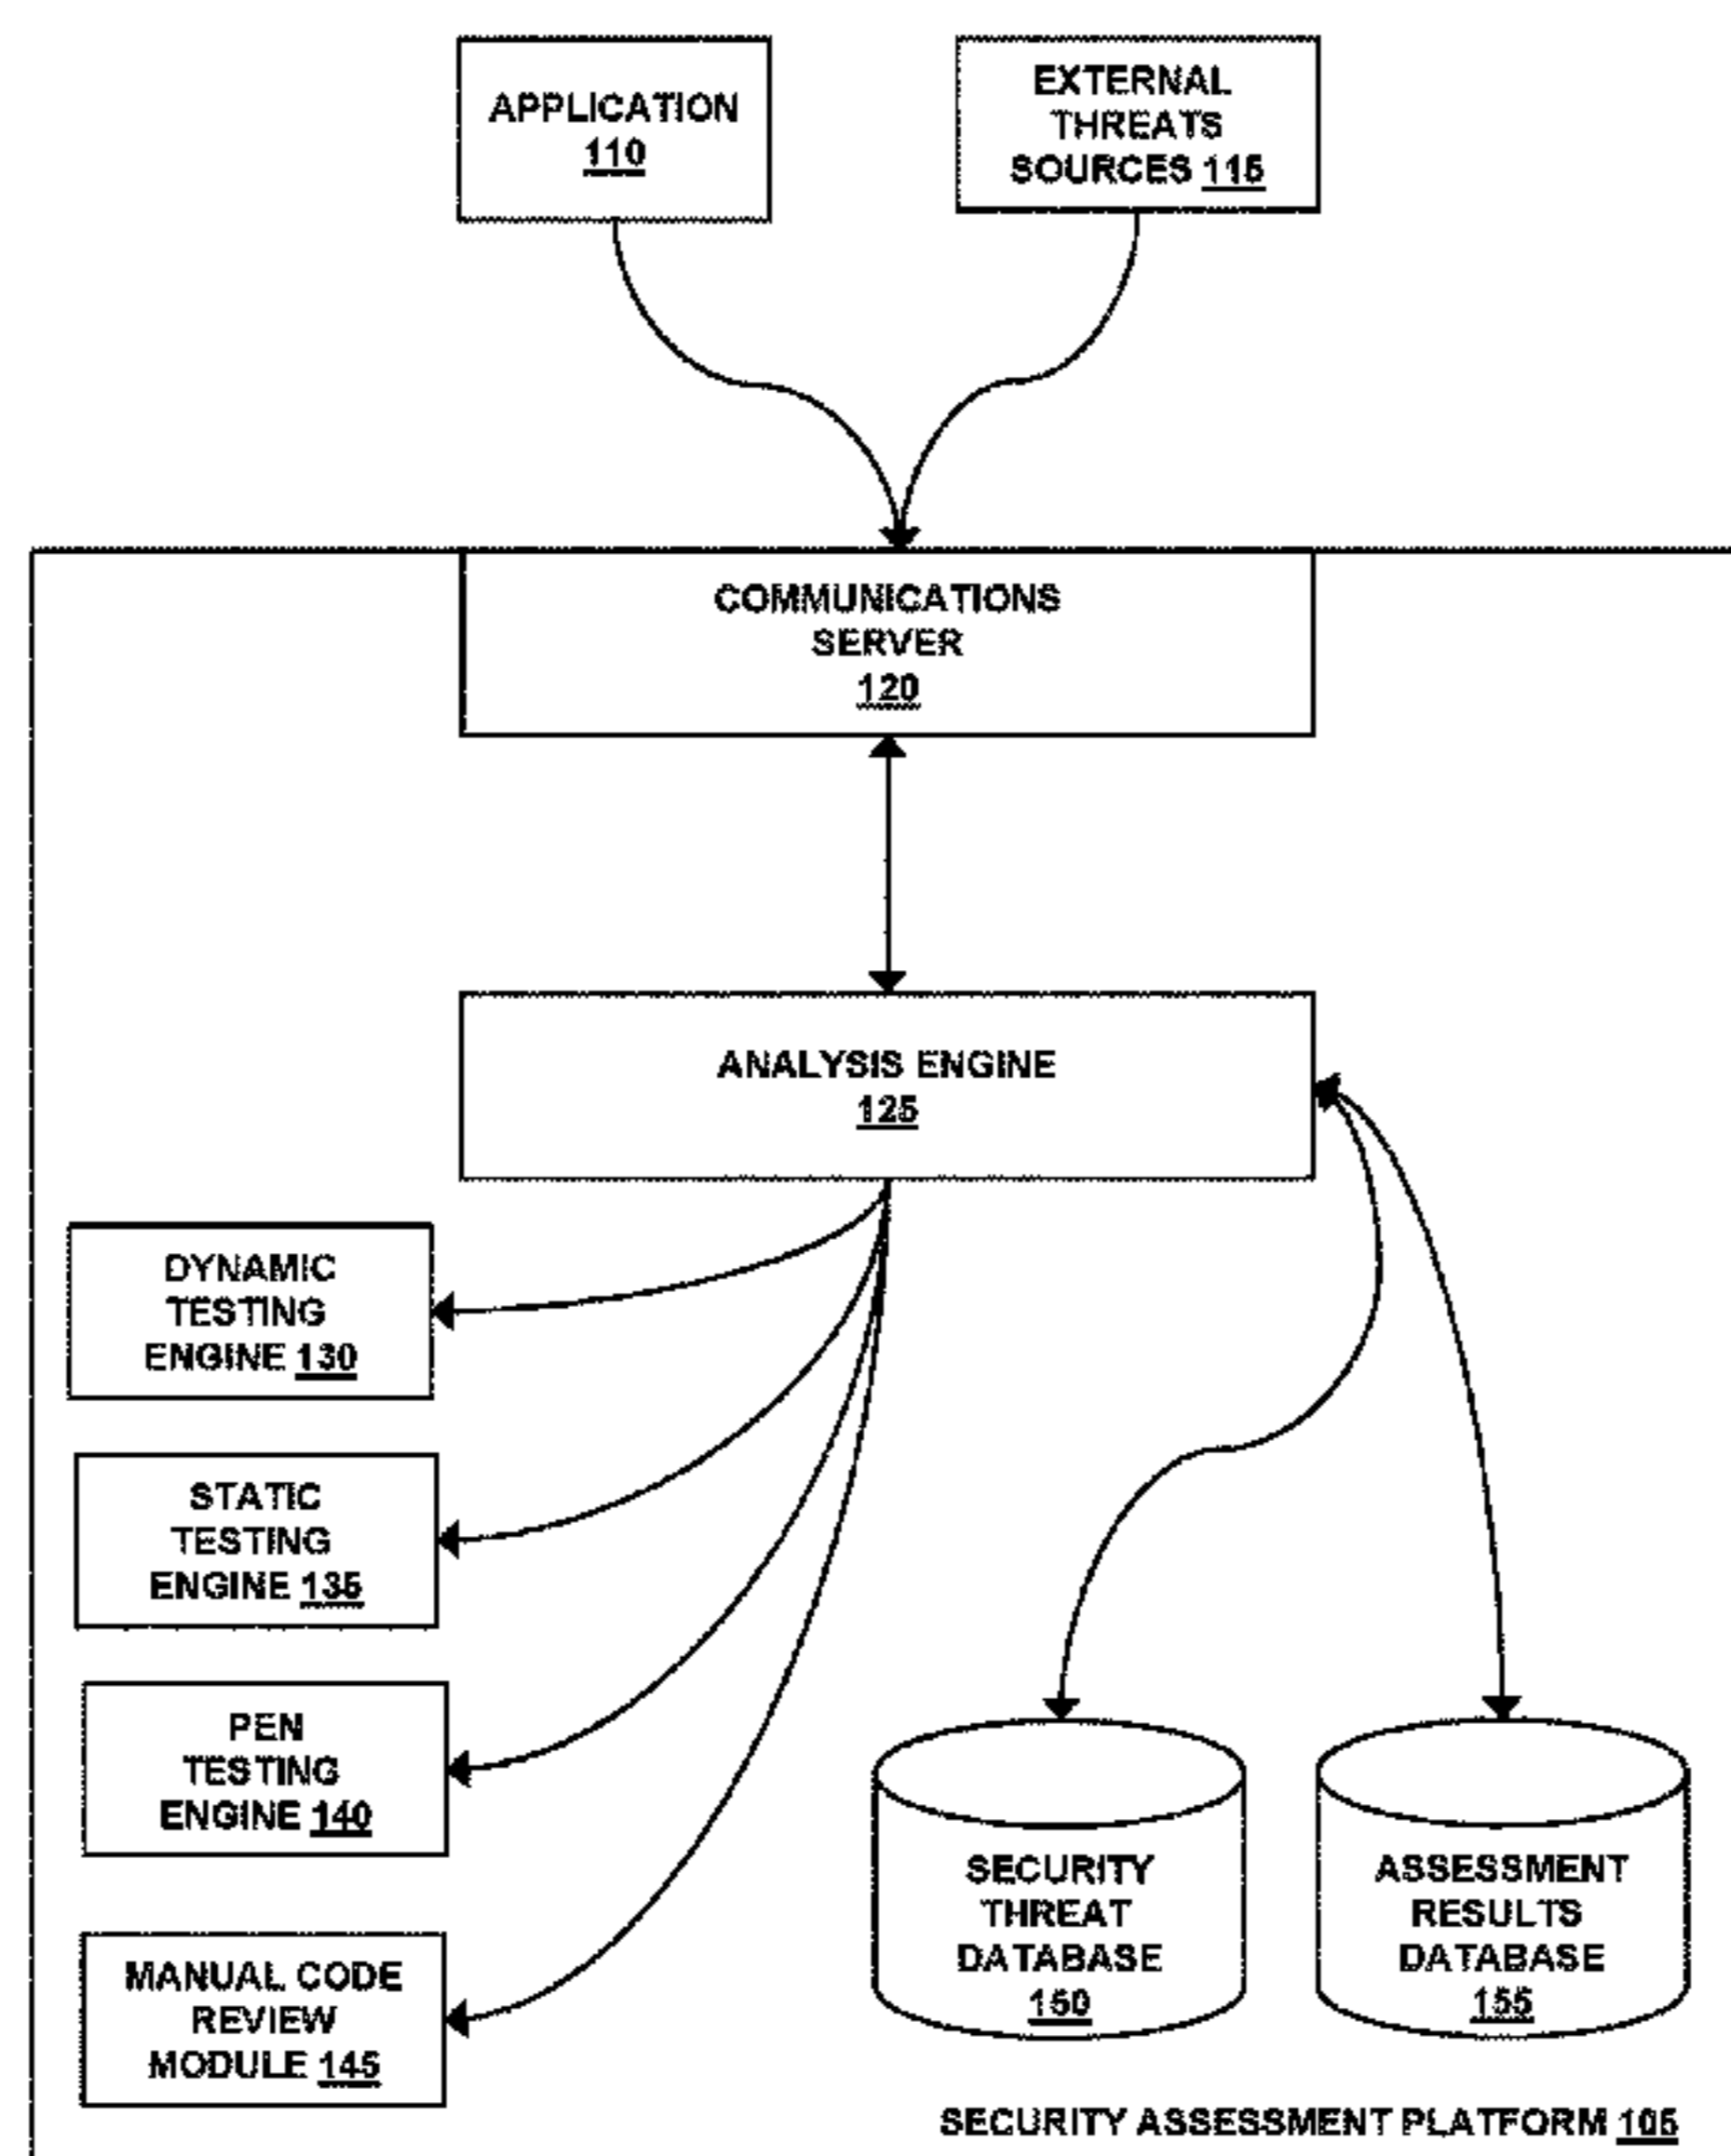 APPLICATION
110
EXTERNAL
THREATS
SOURCES 115
COMMUNICATIONS
SERVER
120
ANALYSIS ENGINE
125
DYNAMIC
TESTING
ENGINE 130
STATIC
TESTING
ENGINE 135
PEN
TESTING
ENGINE 140
MANUAL CODE
REVIEW
MODULE 145
SECURITY
THREAT
DATABASE
150
ASSESSMENT
RESULTS
DATABASE
155
SECURITY ASSESSMENT PLATFORM 105